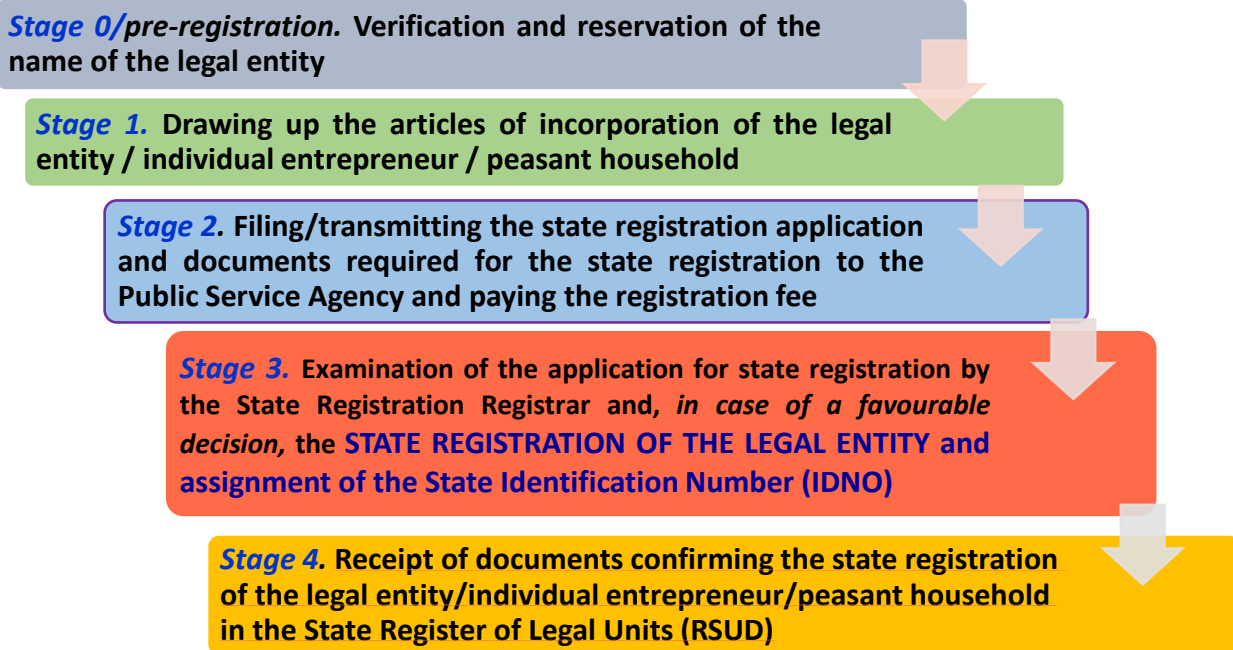 Stage 0/pre-registration. Verification and reservation of the
name of the legal entity
Stage 1. Drawing up the articles of incorporation of the legal
entity / individual entrepreneur / peasant household
Stage 2. Filing/transmitting the state registration application
and documents required for the state registration to the
Public Service Agency and paying the registration fee
Stage 3. Examination of the application for state registration by
the State Registration Registrar and, in case of a favourable
decision, the STATE REGISTRATION OF THE LEGAL ENTITY and
assignment of the State Identification Number (IDNO)
Stage 4. Receipt of documents confirming the state registration
of the legal entity/individual entrepreneur/peasant household
in the State Register of Legal Units (RSUD)